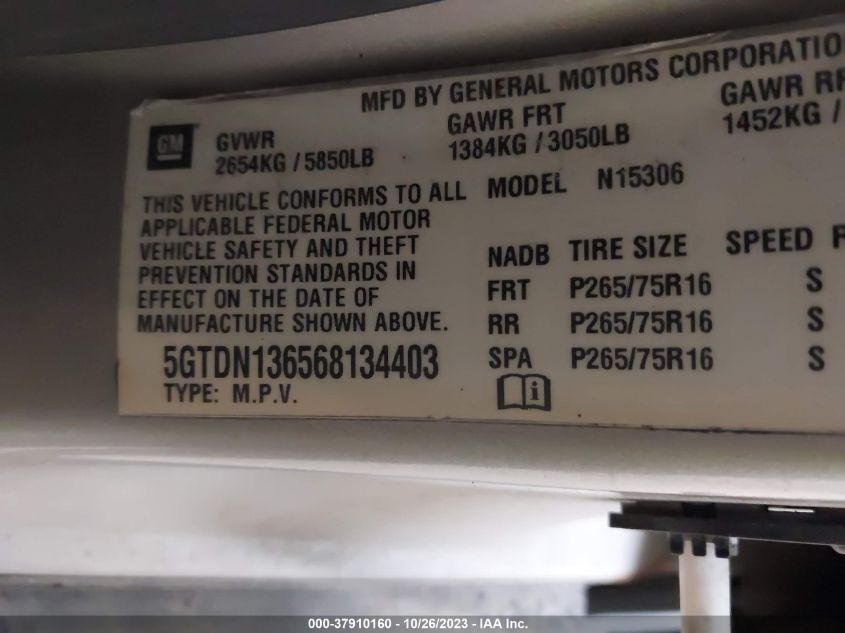 MFD BY GENERAL MOTORS CORPORATIO
GM
GVWR
2654KG / 5850LB
GAWR FRT
1384KG / 3050LB
GAWR RR
1452KG /
THIS VEHICLE CONFORMS TO ALL
APPLICABLE FEDERAL MOTOR
VEHICLE SAFETY AND THEFT
PREVENTION STANDARDS IN
EFFECT ON THE DATE OF
MANUFACTURE SHOWN ABOVE.
5GTDN136568134403
TYPE: M.P.V.
MODEL N15306
NADB TIRE SIZE SPEED R
FRT P265/75R16 S
RR P265/75R16 S
SPA P265/75R16 S
i
000-37910160 - 10/26/2023 - IAA Inc.